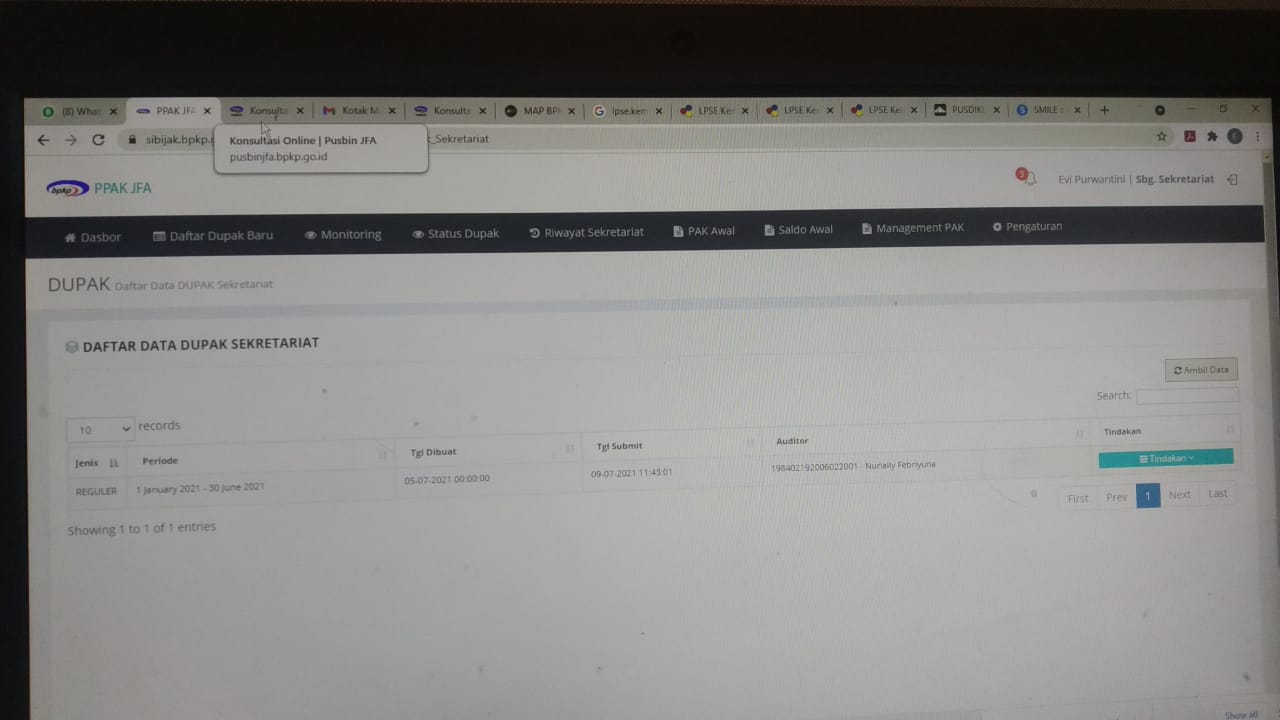 (8) What
PPAK JFA
Konsulta
Kotak M
Konsulta
MAP BPK
lpse.kem
LPSE Ke
LPSE Ke
LPSE Ke
PUSDIKL
SMILE
sibijak.bpkp.g
_Sekretariat
Konsultasi Online | Pusbin JFA
pusbinjfa.bpkp.go.id
bpkp PPAK JFA
3
Evi Purwantini | Sbg. Sekretariat
Dasbor
Daftar Dupak Baru
Monitoring
Status Dupak
Riwayat Sekretariat
PAK Awal
Saldo Awal
Management PAK
Pengaturan
DUPAK Daftar Data DUPAK Sekretariat
DAFTAR DATA DUPAK SEKRETARIAT
Ambil Data
Search:
10 records
Jenis Periode Tgl Dibuat Tgl Submit Auditor Tindakan
REGULER 1 January 2021 - 30 June 2021 05-07-2021 00:00:00 09-07-2021 11:43:01 198402192006022001 - Nurlaily Febriyuna Tindakan
Showing 1 to 1 of 1 entries
First Prev 1 Next Last
Show all